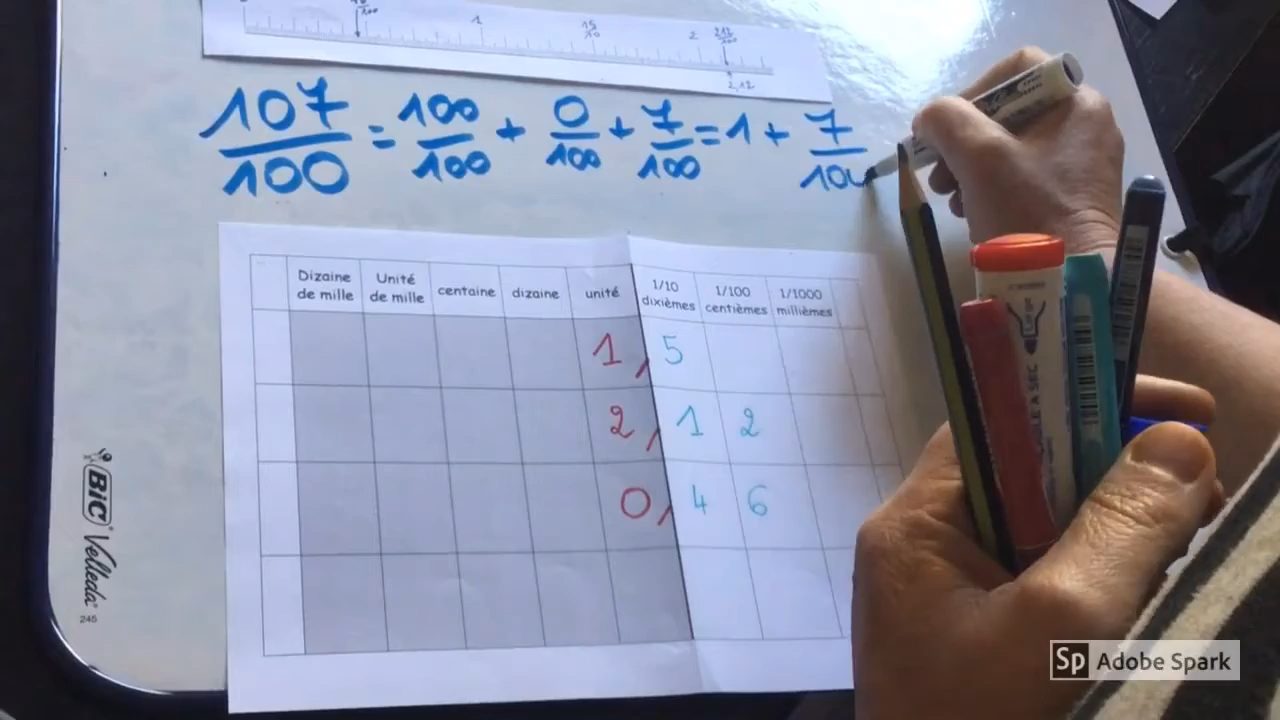 1 15/10 2 212/100
2,12
107/100 = 100/100 + 0/100 + 7/100 = 1 + 7/100
Dizaine de mille Unité de mille centaine dizaine unité 1/10 dixièmes 1/100 centièmes 1/1000 millièmes
1, 5
2, 1 2
0, 4 6
BIC Velleda
245
Sp Adobe Spark